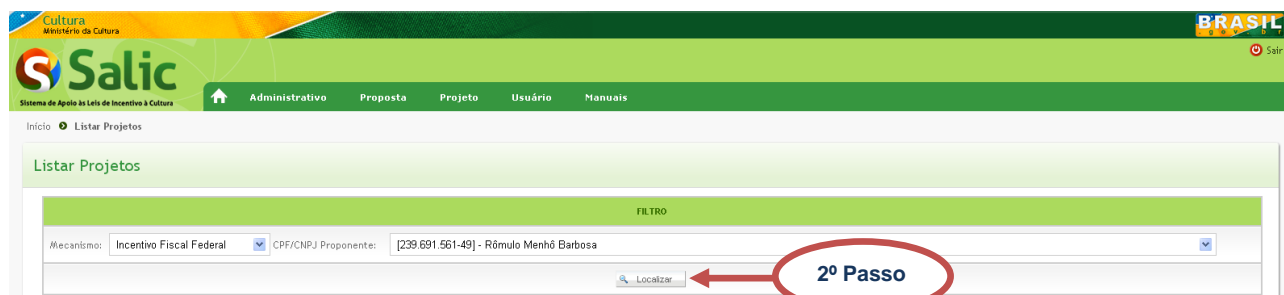 Cultura
Ministério da Cultura
BRASIL
gov.br
Sair
Salic
Sistema de Apoio às Leis de Incentivo à Cultura
Administrativo Proposta Projeto Usuário Manuais
Início Listar Projetos
Listar Projetos
FILTRO
Mecanismo: Incentivo Fiscal Federal CPF/CNPJ Proponente: [239.691.561-49] - Rômulo Menhô Barbosa
Localizar
2º Passo